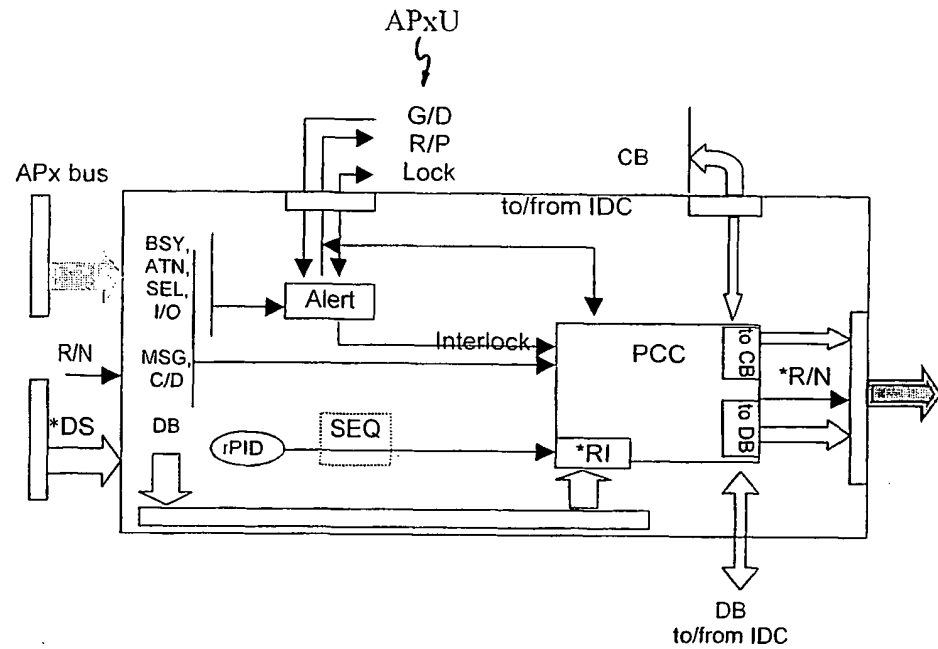 APxU
G/D
R/P
Lock
CB
APx bus
to/from IDC
BSY,
ATN,
SEL,
I/O
Alert
Interlock
PCC
to CB
R/N
MSG,
C/D
*R/N
*DS
DB
rPID
SEQ
*RI
to DB
DB
to/from IDC